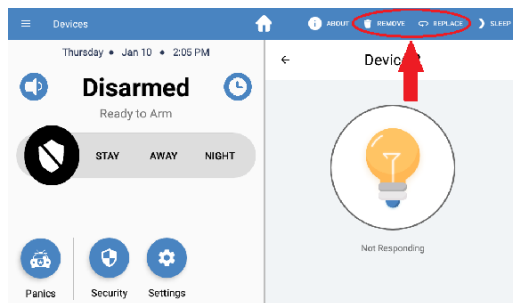 Devices
ABOUT REMOVE REPLACE SLEEP
Thursday • Jan 10 • 2:05 PM
Disarmed
Ready to Arm
STAY AWAY NIGHT
Panics Security Settings
Not Responding